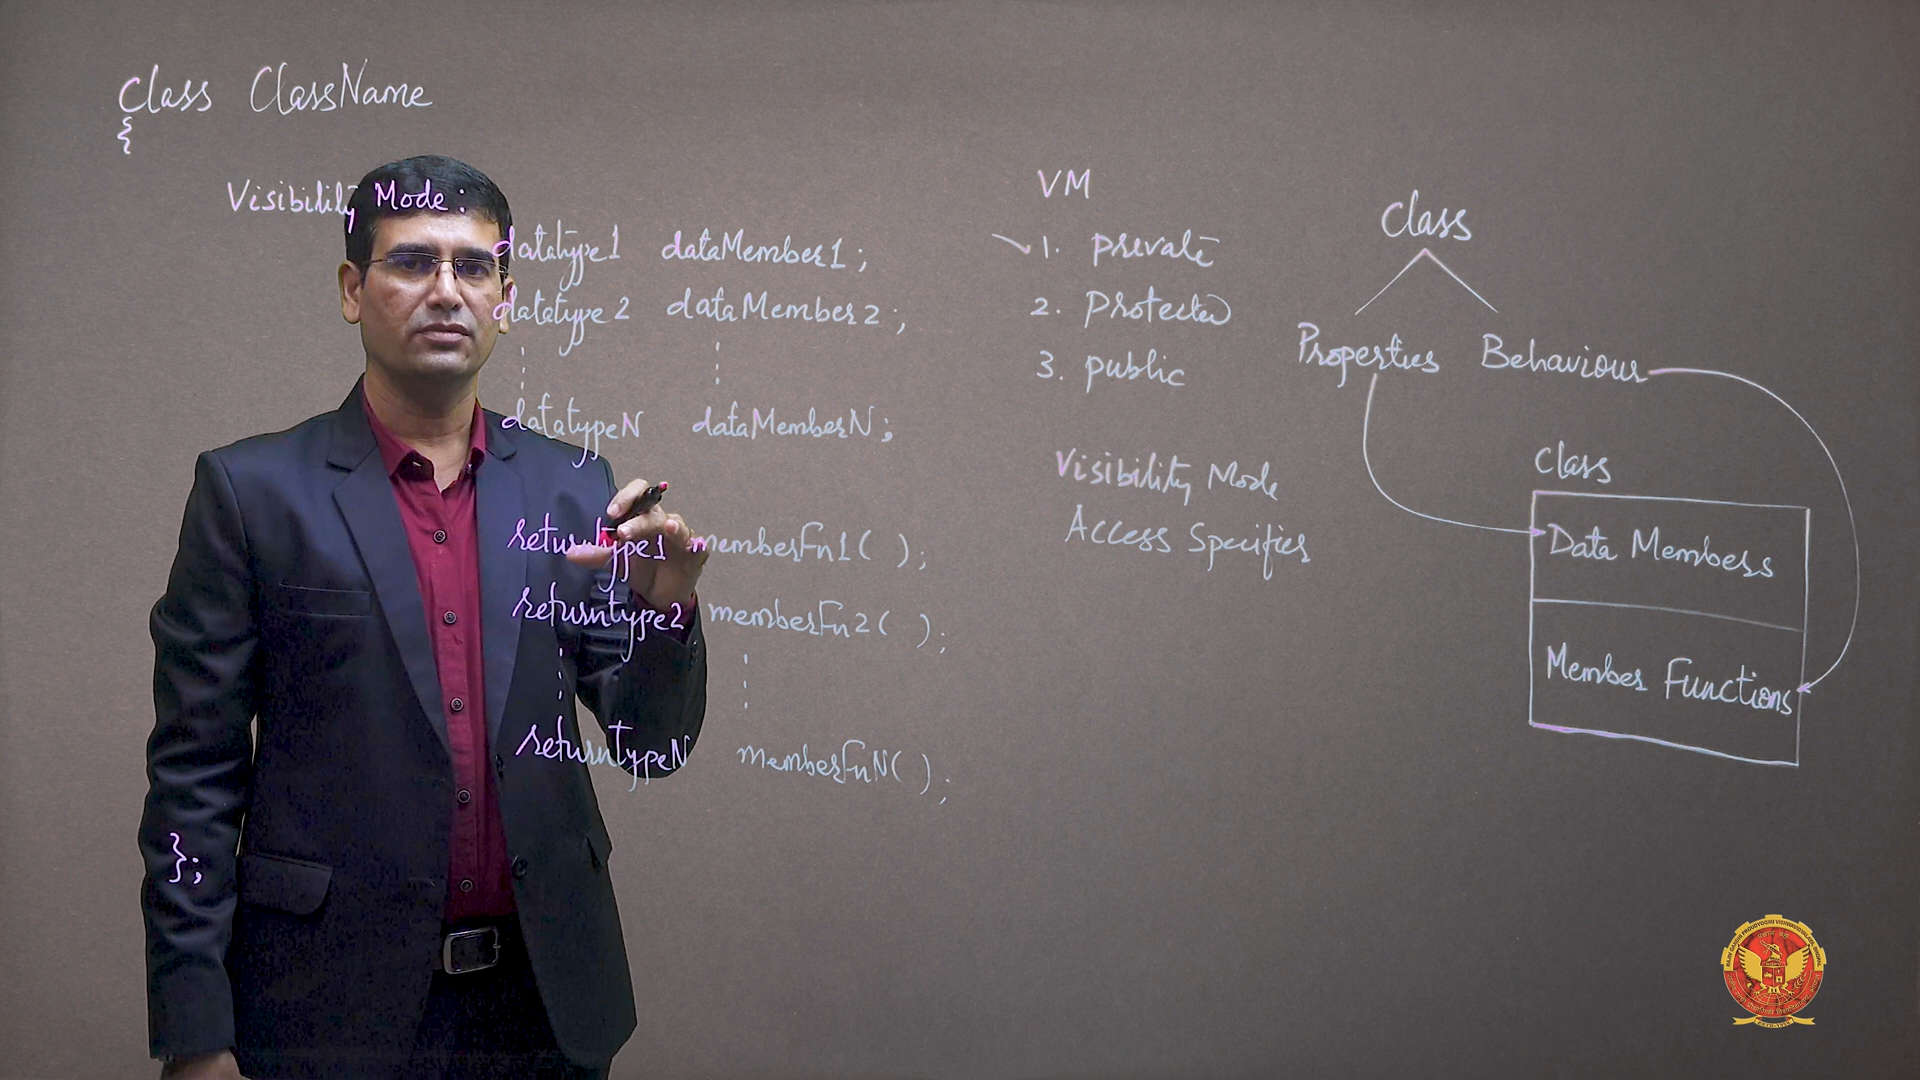 Class ClassName
{
Visibility Mode :
datatype1 dataMember1;
datatype2 dataMember2;
datatypeN dataMemberN;
returntype1 memberFn1( );
returntype2 memberFn2( );
returntypeN memberFnN( );
};
VM
1. private
2. protected
3. public
Visibility Mode
Access Specifier
Class
Properties Behaviour
Class
Data Members
Member Functions